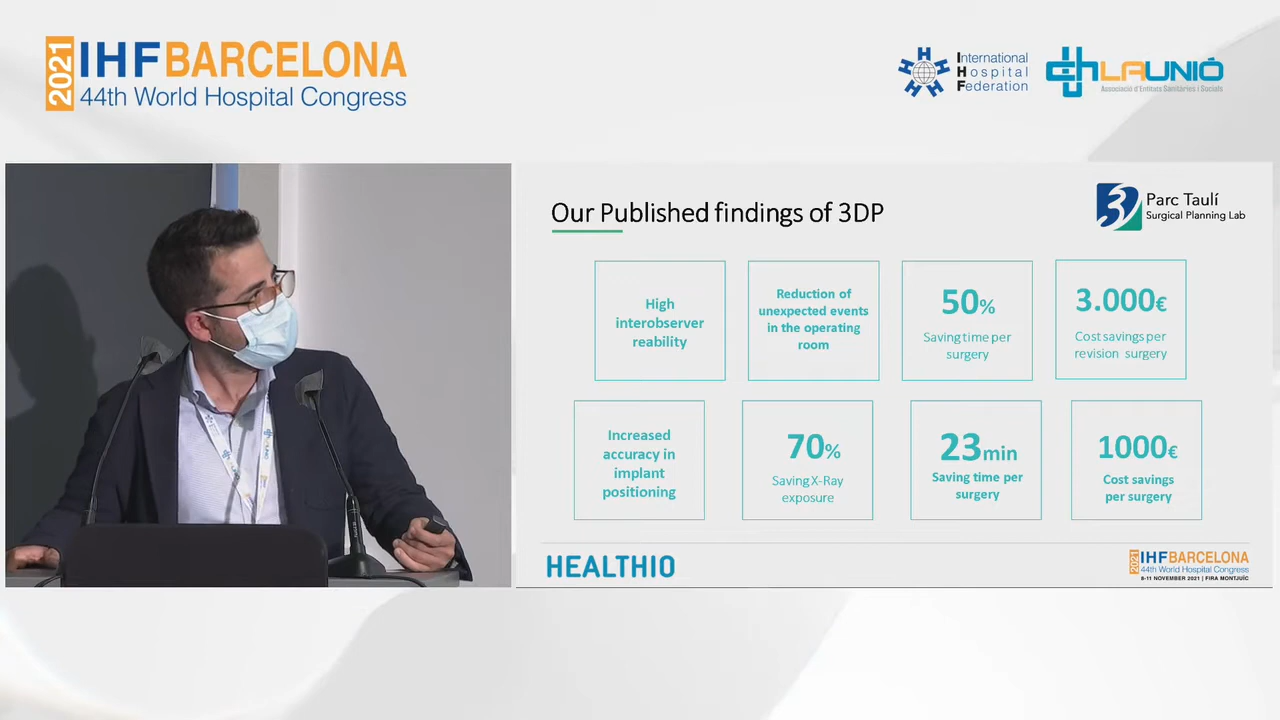 2021 IHF BARCELONA
44th World Hospital Congress
International
Hospital
Federation
LAUNIÓ
Associació d'Entitats Sanitàries i Socials
Our Published findings of 3DP
Parc Taulí
Surgical Planning Lab
High
interobserver
reability
Reduction of
unexpected events
in the operating
room
50%
Saving time per
surgery
3.000€
Cost savings per
revision surgery
Increased
accuracy in
implant
positioning
70%
Saving X-Ray
exposure
23min
Saving time per
surgery
1000€
Cost savings
per surgery
HEALTHIO
2021 IHF BARCELONA
44th World Hospital Congress
8-11 NOVEMBER 2021 | FIRA MONTJUÏC